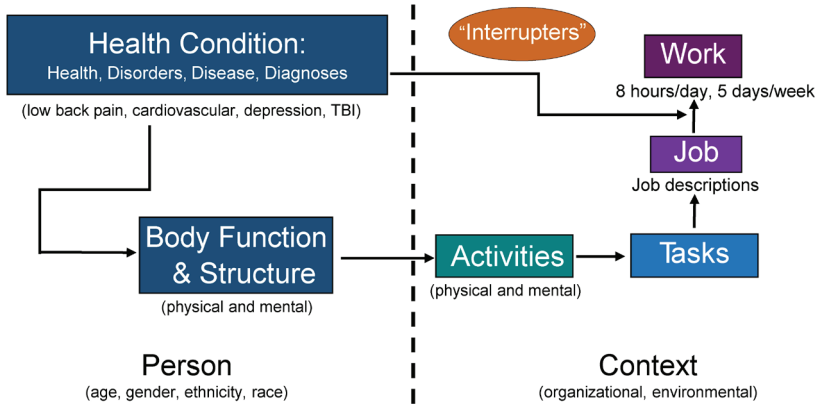 Health Condition:
Health, Disorders, Disease, Diagnoses
(low back pain, cardiovascular, depression, TBI)
“Interrupters”
Work
8 hours/day, 5 days/week
Job
Job descriptions
Body Function
& Structure
(physical and mental)
Activities
(physical and mental)
Tasks
Person
(age, gender, ethnicity, race)
Context
(organizational, environmental)